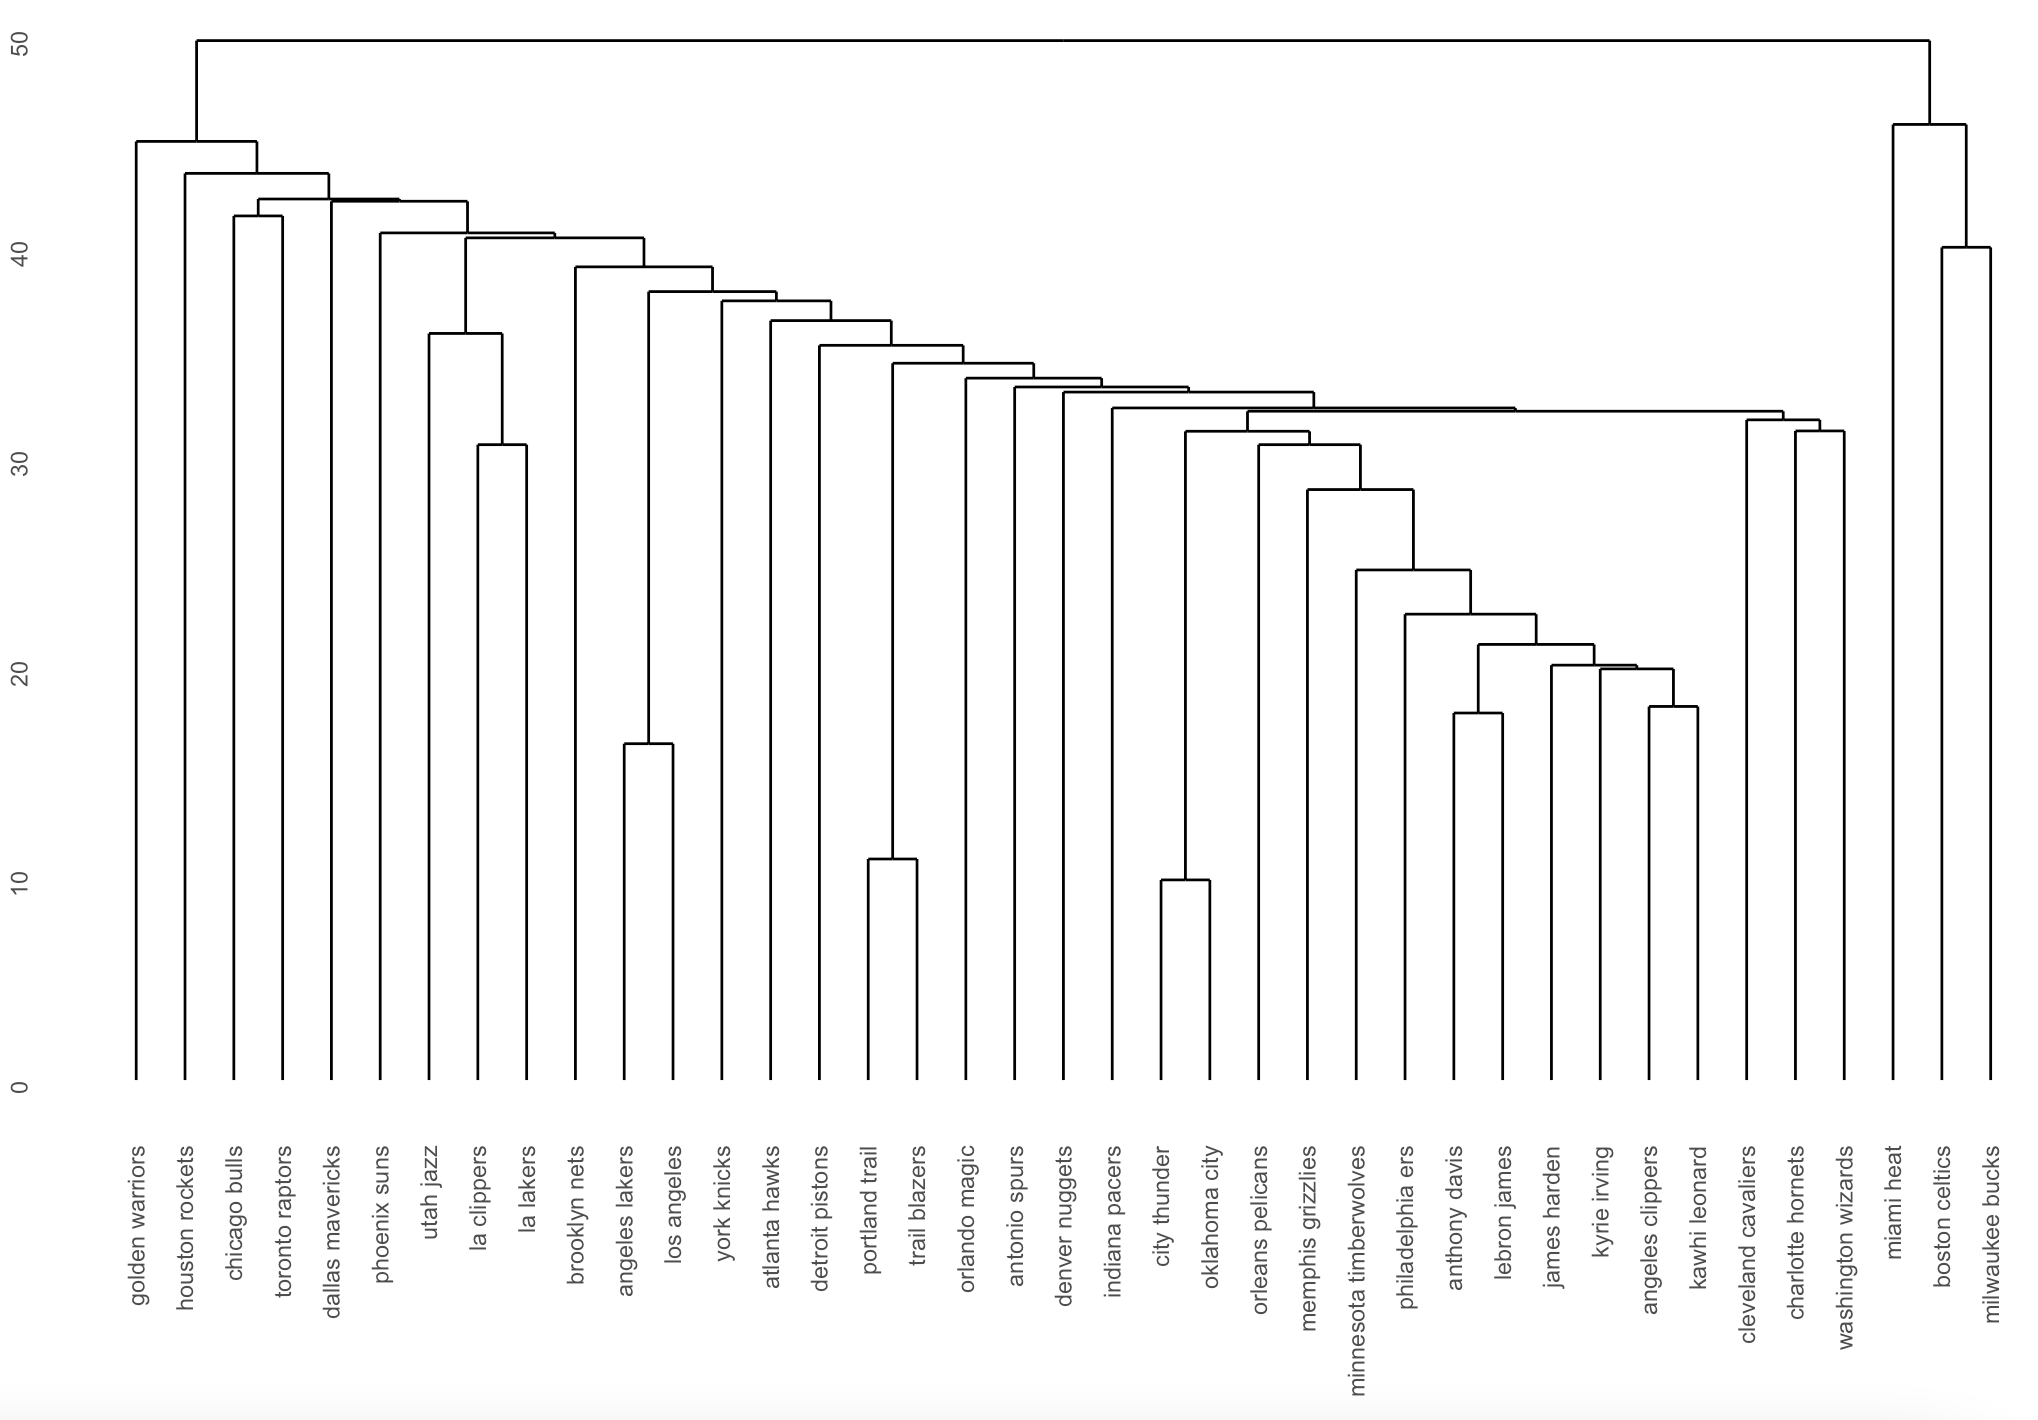 50
40
30
20
10
0
golden warriors
houston rockets
chicago bulls
toronto raptors
dallas mavericks
phoenix suns
utah jazz
la clippers
la lakers
brooklyn nets
angeles lakers
los angeles
york knicks
atlanta hawks
detroit pistons
portland trail
trail blazers
orlando magic
antonio spurs
denver nuggets
indiana pacers
city thunder
oklahoma city
orleans pelicans
memphis grizzlies
minnesota timberwolves
philadelphia ers
anthony davis
lebron james
james harden
kyrie irving
angeles clippers
kawhi leonard
cleveland cavaliers
charlotte hornets
washington wizards
miami heat
boston celtics
milwaukee bucks